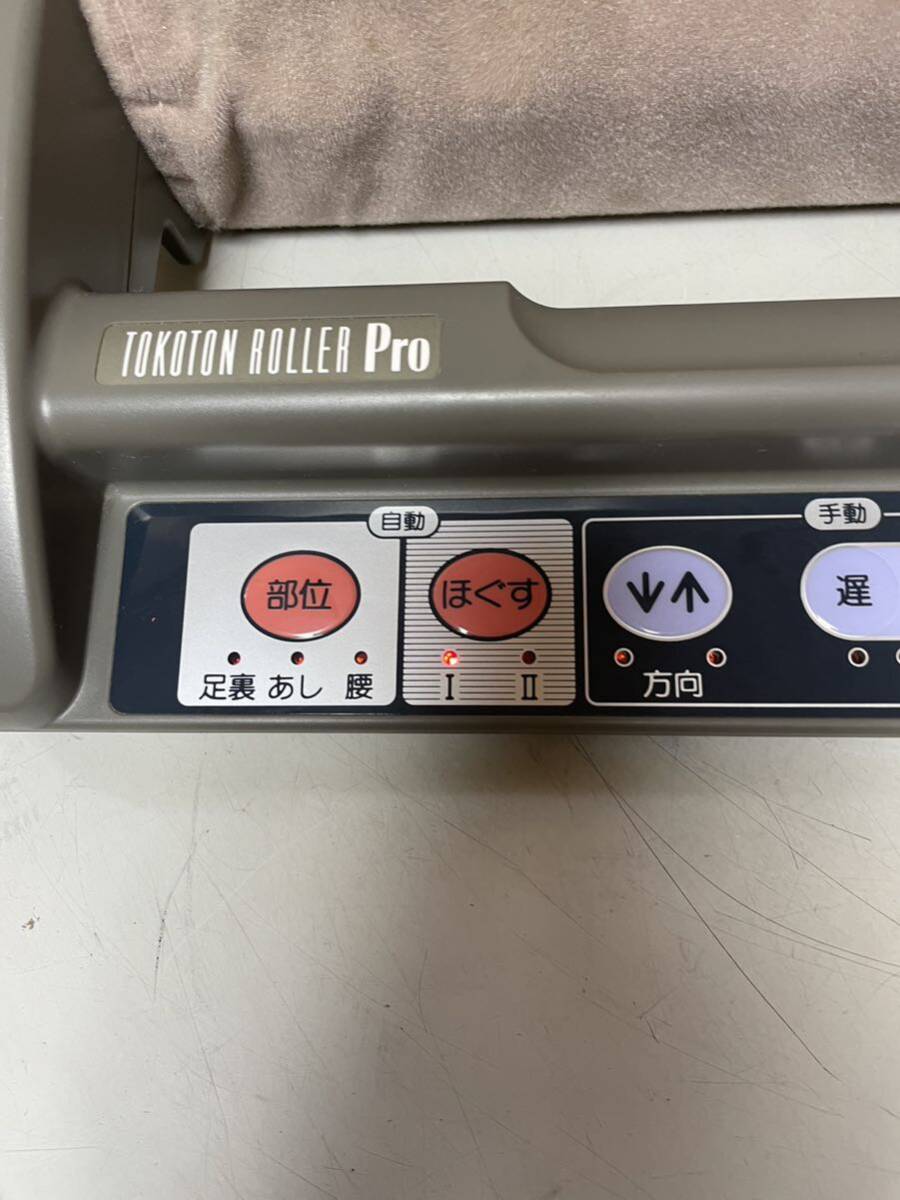 TOKOTON ROLLER Pro
自動
手動
部位
ほぐす
↓↑
遅
足裏 あし 腰
I II
方向